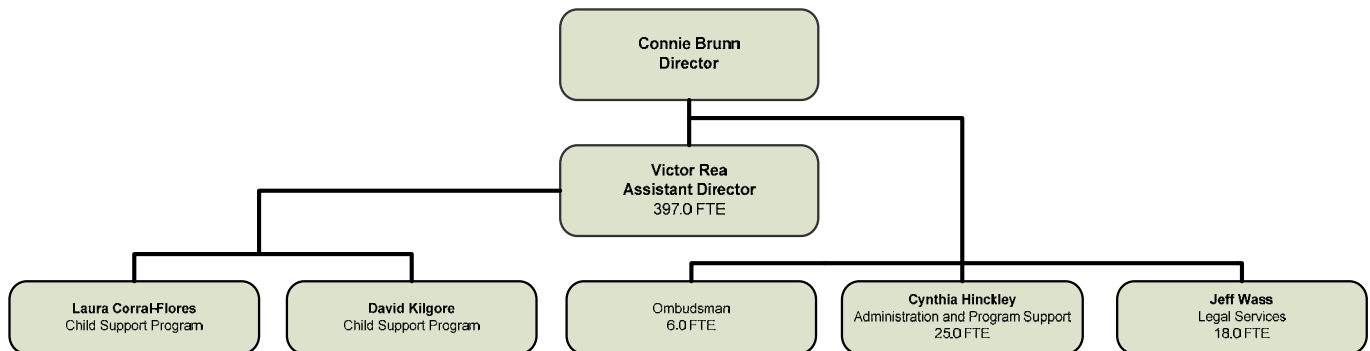 Connie Brunn
Director
Victor Rea
Assistant Director
397.0 FTE
Laura Corral-Flores
Child Support Program
David Kilgore
Child Support Program
Ombudsman
6.0 FTE
Cynthia Hinckley
Administration and Program Support
25.0 FTE
Jeff Wass
Legal Services
18.0 FTE